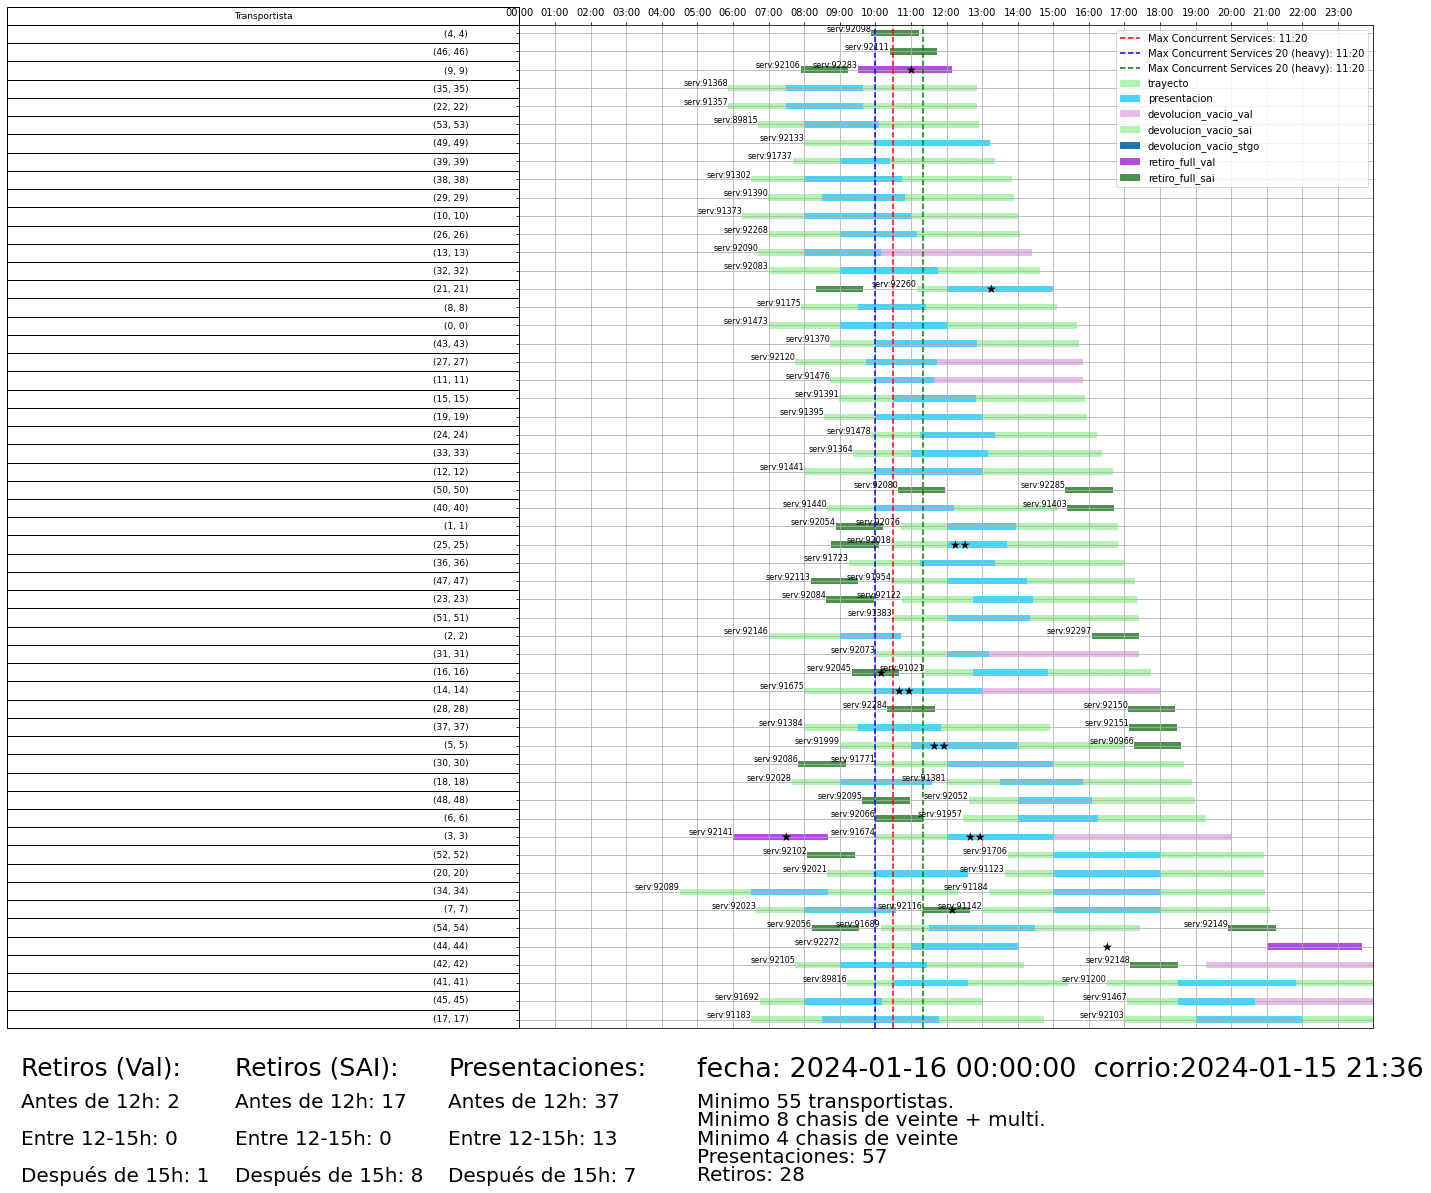 Transportista
00:00 01:00 02:00 03:00 04:00 05:00 06:00 07:00 08:00 09:00 10:00 11:00 12:00 13:00 14:00 15:00 16:00 17:00 18:00 19:00 20:00 21:00 22:00 23:00
Max Concurrent Services: 11:20
Max Concurrent Services 20 (heavy): 11:20
Max Concurrent Services 20 (heavy): 11:20
trayecto
presentacion
devolucion_vacio_val
devolucion_vacio_sai
devolucion_vacio_stgo
retiro_full_val
retiro_full_sai
(4, 4) serv:92098
(46, 46) serv:92111
(9, 9) serv:92106 serv:92283
(35, 35) serv:91368
(22, 22) serv:91357
(53, 53) serv:89815
(49, 49) serv:92133
(39, 39) serv:91737
(38, 38) serv:91302
(29, 29) serv:91390
(10, 10) serv:91373
(26, 26) serv:92268
(13, 13) serv:92090
(32, 32) serv:92083
(21, 21) serv:92260
(8, 8) serv:91175
(0, 0) serv:91473
(43, 43) serv:91370
(27, 27) serv:92120
(11, 11) serv:91476
(15, 15) serv:91391
(19, 19) serv:91395
(24, 24) serv:91478
(33, 33) serv:91364
(12, 12) serv:91441
(50, 50) serv:92080 serv:92285
(40, 40) serv:91440 serv:91403
(1, 1) serv:92054 serv:92076
(25, 25) serv:92018
(36, 36) serv:91723
(47, 47) serv:92113 serv:91954
(23, 23) serv:92084 serv:92122
(51, 51) serv:91383
(2, 2) serv:92146 serv:92297
(31, 31) serv:92073
(16, 16) serv:92045 serv:91021
(14, 14) serv:91675
(28, 28) serv:92284 serv:92150
(37, 37) serv:91384 serv:92151
(5, 5) serv:91999 serv:90966
(30, 30) serv:92086 serv:91771
(18, 18) serv:92028 serv:91381
(48, 48) serv:92095 serv:92052
(6, 6) serv:92066 serv:91957
(3, 3) serv:92141 serv:91674
(52, 52) serv:92102 serv:91706
(20, 20) serv:92021 serv:91123
(34, 34) serv:92089 serv:91184
(7, 7) serv:92023 serv:92116 serv:91142
(54, 54) serv:92056 serv:91689 serv:92149
(44, 44) serv:92272
(42, 42) serv:92105 serv:92148
(41, 41) serv:89816 serv:91200
(45, 45) serv:91692 serv:91467
(17, 17) serv:91183 serv:92103
Retiros (Val):
Antes de 12h: 2
Entre 12-15h: 0
Después de 15h: 1
Retiros (SAI):
Antes de 12h: 17
Entre 12-15h: 0
Después de 15h: 8
Presentaciones:
Antes de 12h: 37
Entre 12-15h: 13
Después de 15h: 7
fecha: 2024-01-16 00:00:00 corrio:2024-01-15 21:36
Minimo 55 transportistas.
Minimo 8 chasis de veinte + multi.
Minimo 4 chasis de veinte
Presentaciones: 57
Retiros: 28